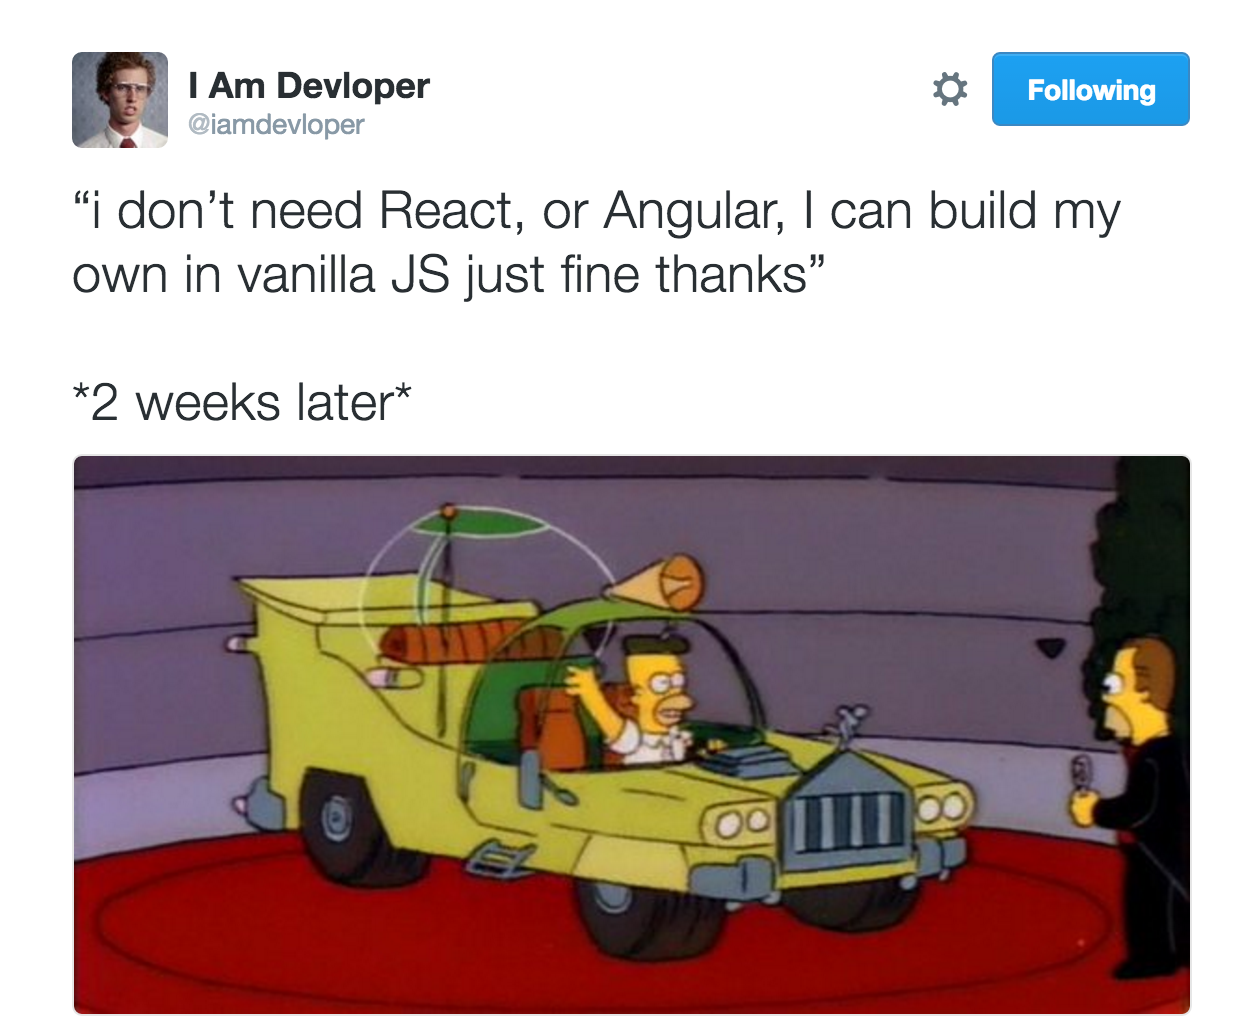 I Am Devloper
@iamdevloper
Following
“i don’t need React, or Angular, I can build my
own in vanilla JS just fine thanks”
*2 weeks later*